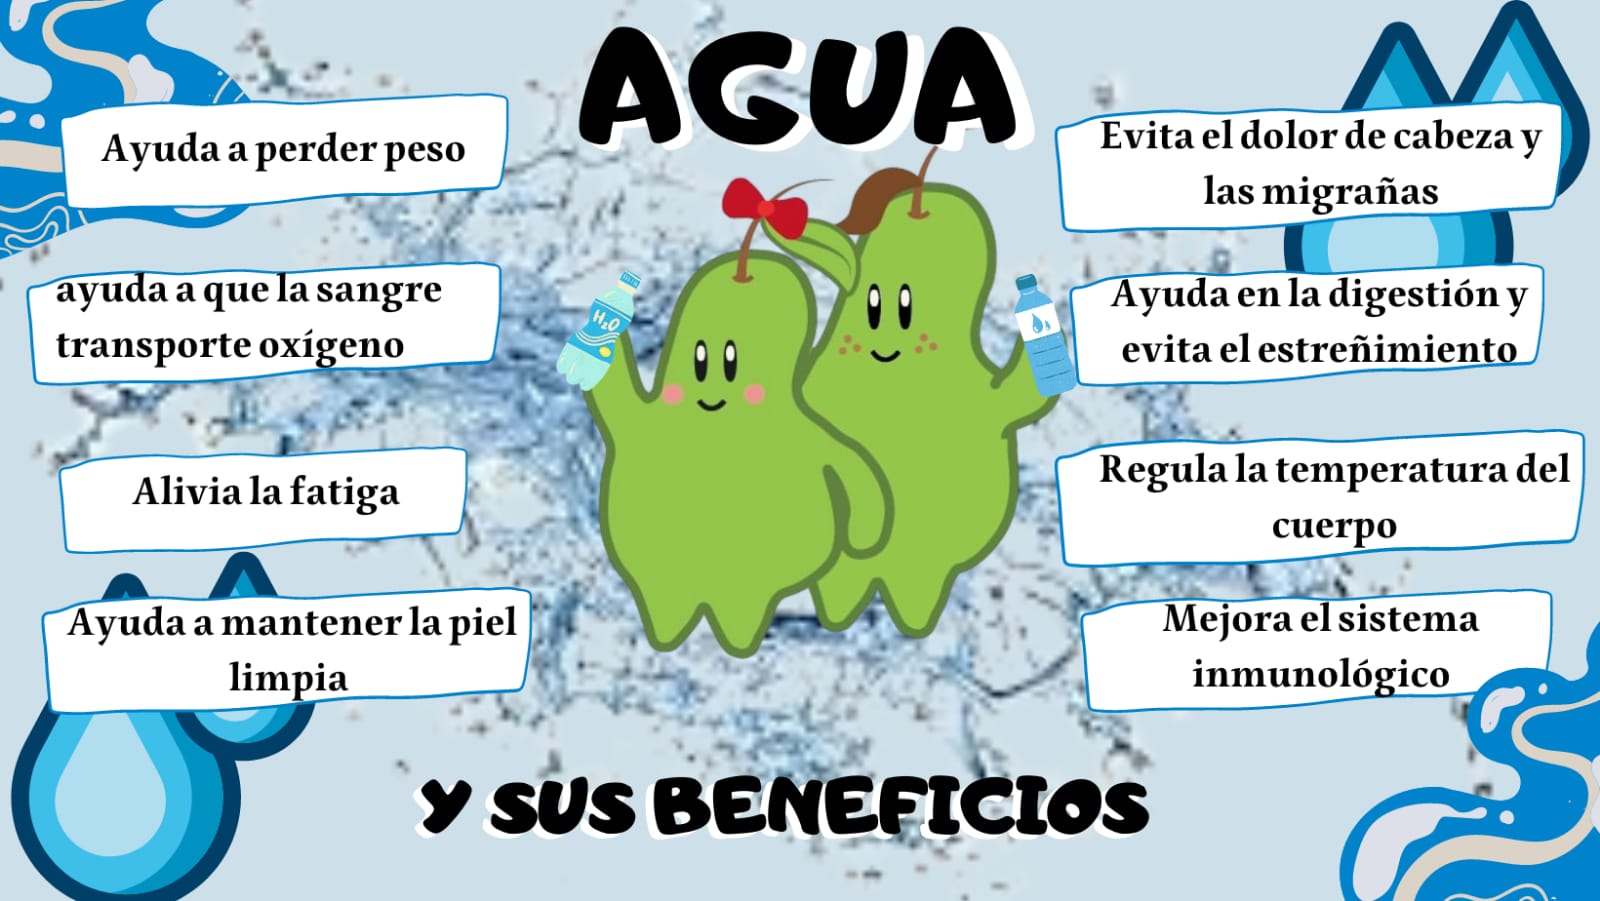 AGUA
Ayuda a perder peso
ayuda a que la sangre
transporte oxígeno
Alivia la fatiga
Ayuda a mantener la piel
limpia
H₂O
Evita el dolor de cabeza y
las migrañas
Ayuda en la digestión y
evita el estreñimiento
Regula la temperatura del
cuerpo
Mejora el sistema
inmunológico
Y SUS BENEFICIOS